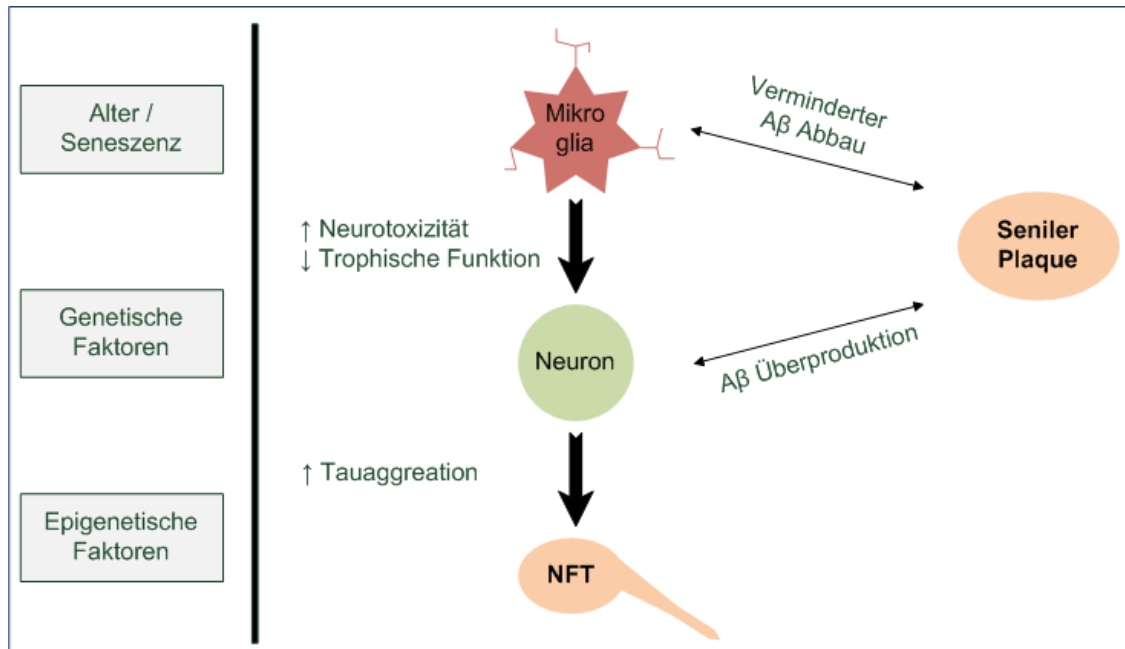 Alter /
Seneszenz
Genetische
Faktoren
Epigenetische
Faktoren
Mikro
glia
↑ Neurotoxizität
↓ Trophische Funktion
Neuron
↑ Tauaggreation
NFT
Verminderter
Aβ Abbau
Seniler
Plaque
Aβ Überproduktion